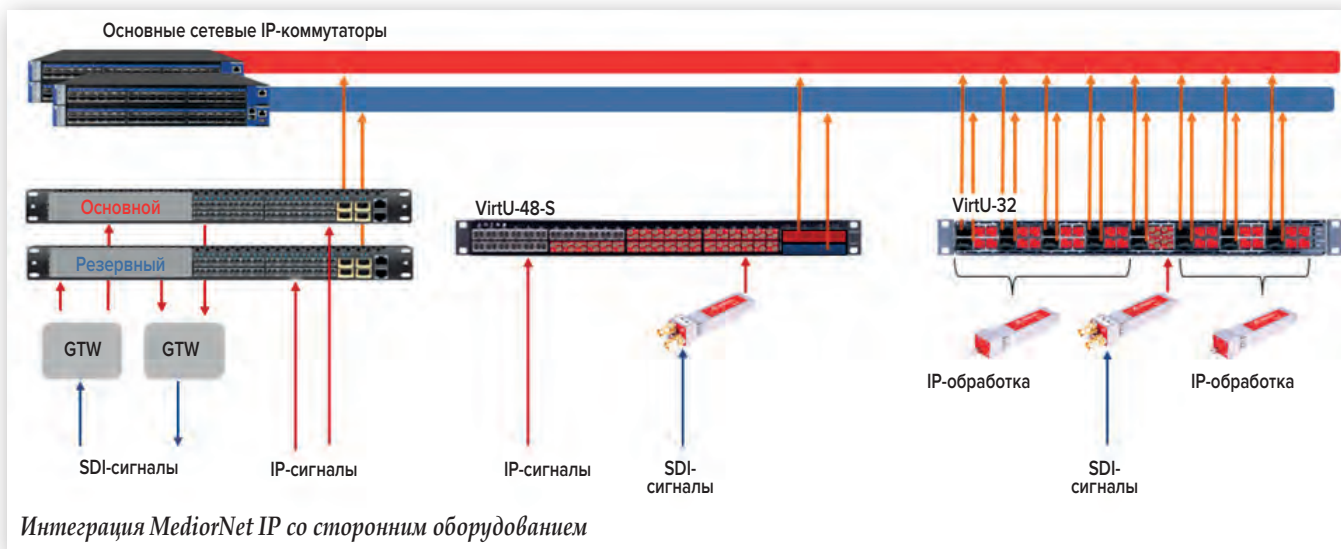 Основные сетевые IP-коммутаторы
Основной
Резервный
VirtU-48-S
VirtU-32
GTW
GTW
IP-обработка
IP-обработка
SDI-сигналы
IP-сигналы
IP-сигналы
SDI-
сигналы
SDI-
сигналы
Интеграция MediorNet IP со сторонним оборудованием